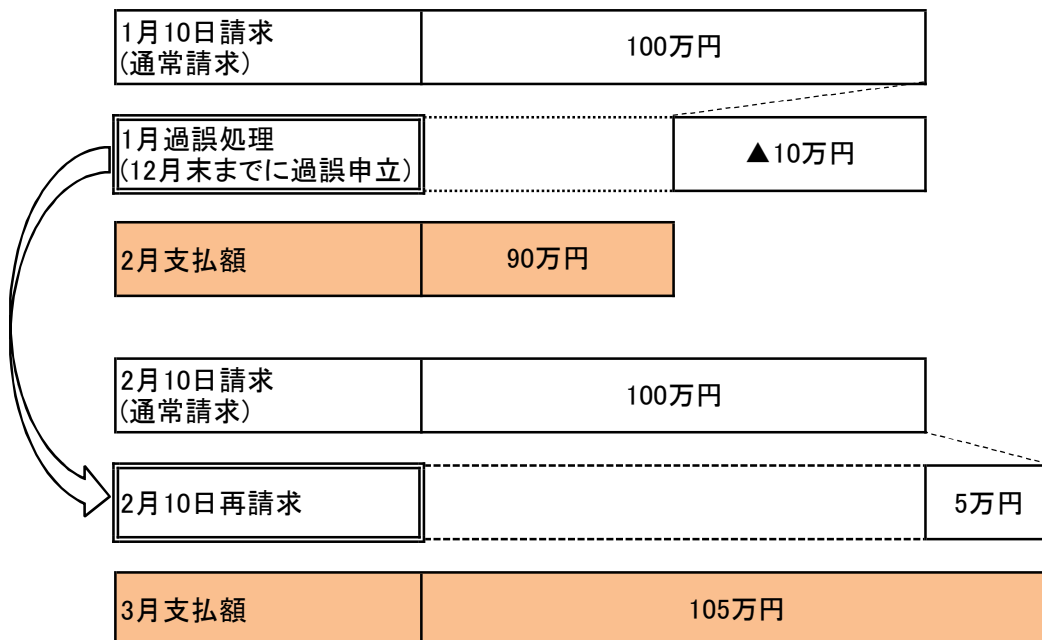 1月10日請求
(通常請求)
100万円
1月過誤処理
(12月末までに過誤申立)
▲10万円
2月支払額
90万円
2月10日請求
(通常請求)
100万円
2月10日再請求
5万円
3月支払額
105万円